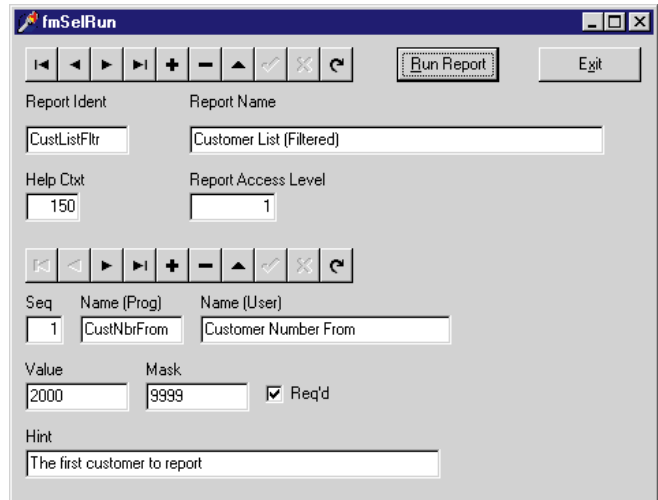 fmSelRun
Run Report Exit
Report Ident Report Name
CustListFltr Customer List (Filtered)
Help Ctxt Report Access Level
150 1
Seq Name (Prog) Name (User)
1 CustNbrFrom Customer Number From
Value Mask
2000 9999 Req'd
Hint
The first customer to report